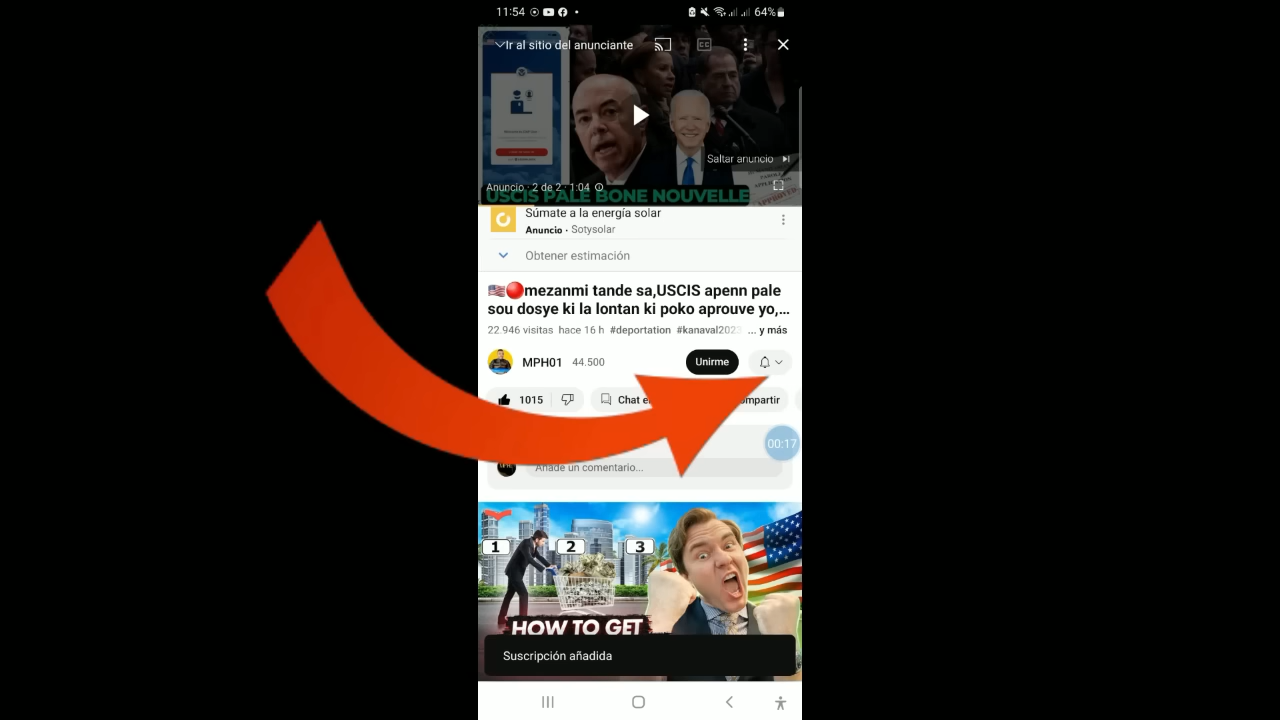 11:54
64%
Ir al sitio del anunciante
CC
Saltar anuncio
Anuncio · 2 de 2 · 1:04
USCIS PALE BONE NOUVELLE
Súmate a la energía solar
Anuncio · Sotysolar
Obtener estimación
🇺🇸🔴mezanmi tande sa,USCIS apenn pale
sou dosye ki la lontan ki poko aprouve yo,...
22.946 visitas hace 16 h #deportation #kanaval2023 ... y más
MPH01 44.500
Unirme
1015
Chat e
ompartir
00:17
Añade un comentario...
1 2 3
HOW TO GET
Suscripción añadida